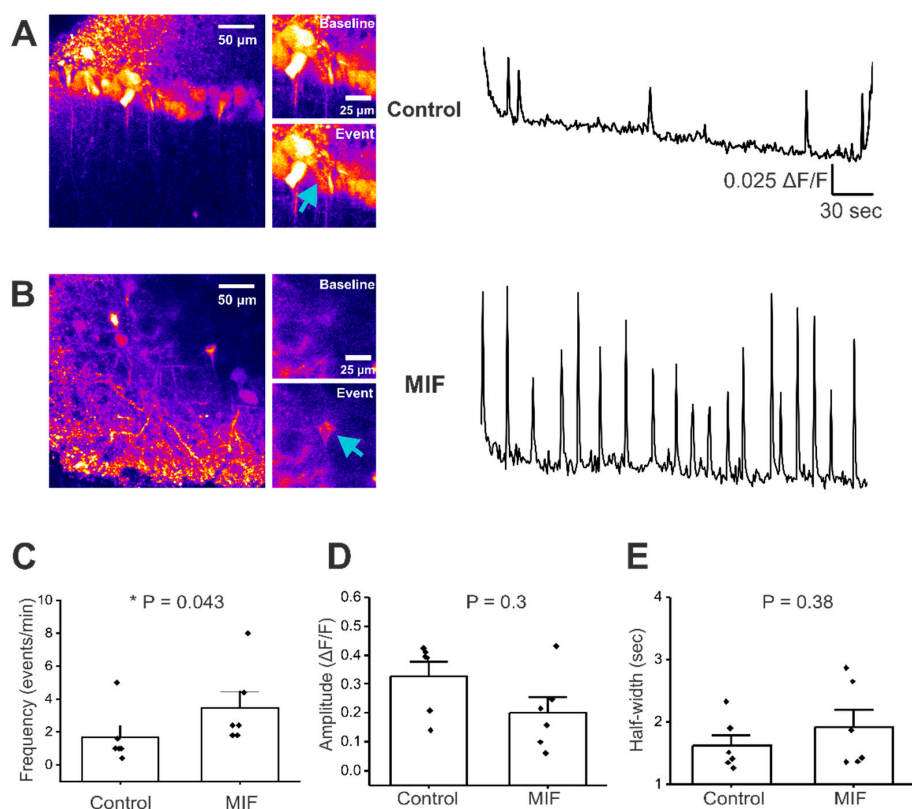 A
50 µm
Baseline
25 µm
Event
Control
0.025 ΔF/F
30 sec
B
50 µm
Baseline
25 µm
Event
MIF
C
* P = 0.043
Frequency (events/min)
10
8
6
4
2
0
Control
MIF
D
P = 0.3
Amplitude (ΔF/F)
0.6
0.5
0.4
0.3
0.2
0.1
0.0
Control
MIF
E
P = 0.38
Half-width (sec)
4
3
2
1
Control
MIF